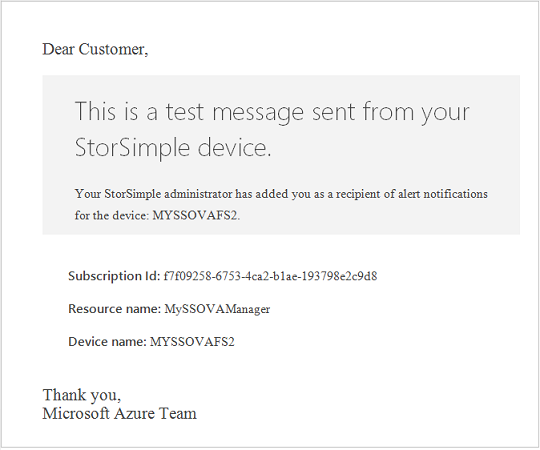 Dear Customer,
This is a test message sent from your
StorSimple device.
Your StorSimple administrator has added you as a recipient of alert notifications
for the device: MYSSOVAFS2.
Subscription Id: f7f09258-6753-4ca2-b1ae-193798e2c9d8
Resource name: MySSOVAManager
Device name: MYSSOVAFS2
Thank you,
Microsoft Azure Team